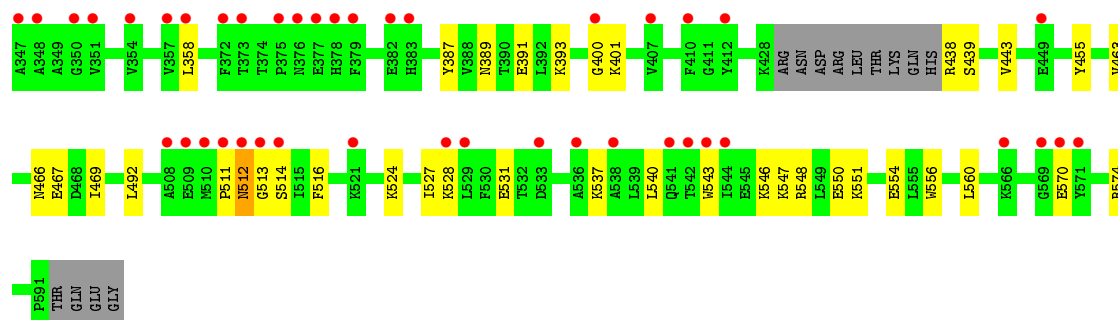 A347 A348 A349 G350 V351 V354 V357 L358 F372 T373 T374 P375 N376 E377 H378 F379 E382 H383 Y387 V388 N389 T390 E391 L392 K393 G400 K401 V407 F410 G411 Y412 K428 ARG ASN ASP ARG LEU THR LYS GLN HIS R438 S439 V443 E449 Y455 V463
N466 E467 D468 I469 L492 A508 E509 M510 P511 N512 G513 S514 I515 F516 K521 K524 I527 K528 L529 F530 E531 T532 D533 A536 K537 A538 L539 L540 Q541 T542 W543 I544 E545 K546 K547 R548 L549 E550 K551 E554 L555 W556 L560 K566 G569 E570 Y571
P591 THR GLN GLU GLY